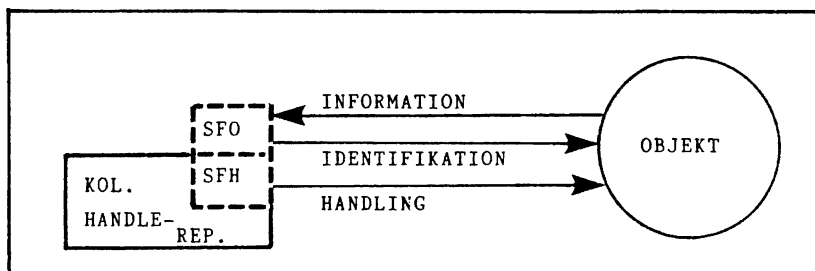 INFORMATION
SFO
OBJEKT
IDENTIFIKATION
SFH
KOL.
HANDLING
HANDLE-
REP.